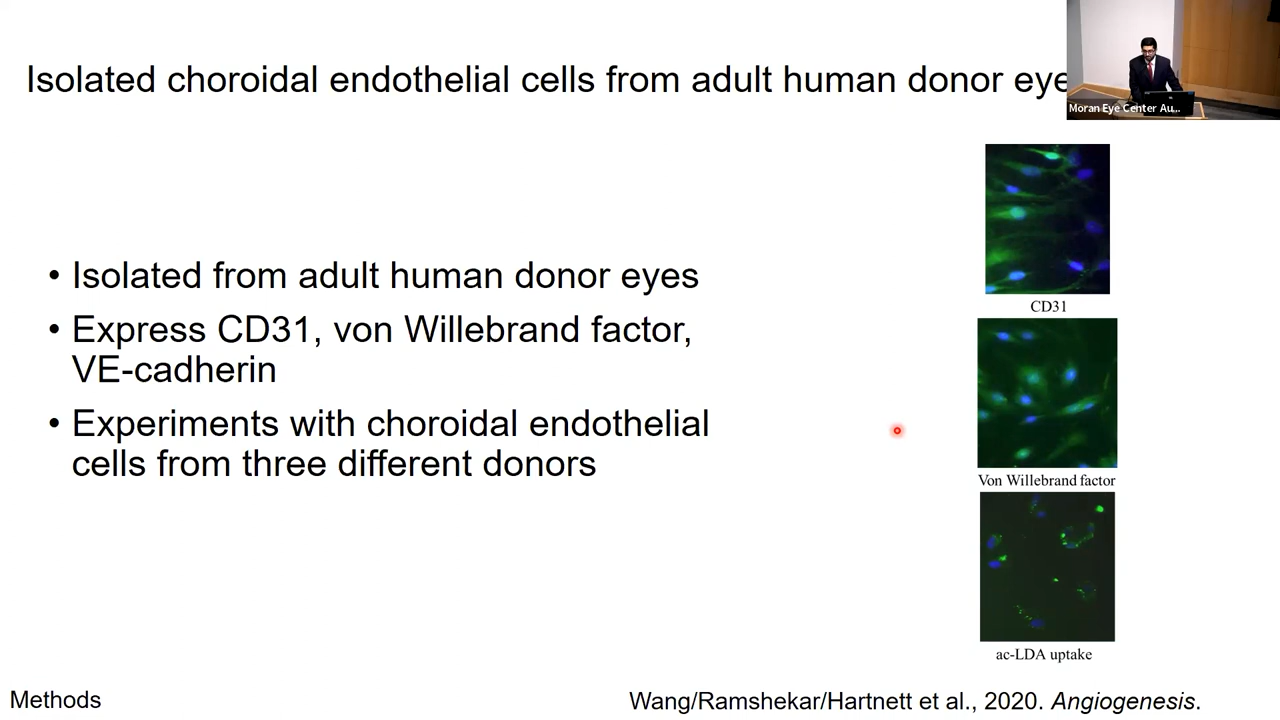 Isolated choroidal endothelial cells from adult human donor eye
Moran Eye Center Au...
• Isolated from adult human donor eyes
• Express CD31, von Willebrand factor,
VE-cadherin
• Experiments with choroidal endothelial
cells from three different donors
CD31
Von Willebrand factor
ac-LDA uptake
Methods
Wang/Ramshekar/Hartnett et al., 2020. Angiogenesis.